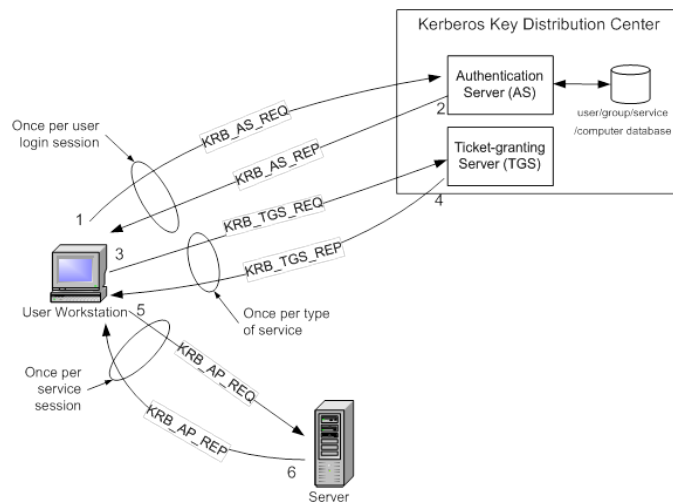 Kerberos Key Distribution Center
Authentication
Server (AS)
2
user/group/service
/computer database
KRB_AS_REQ
Once per user
login session
KRB_AS_REP
Ticket-granting
Server (TGS)
4
1
KRB_TGS_REQ
3
KRB_TGS_REP
User Workstation
5
Once per type
of service
Once per
service
session
KRB_AP_REQ
KRB_AP_REP
6
Server